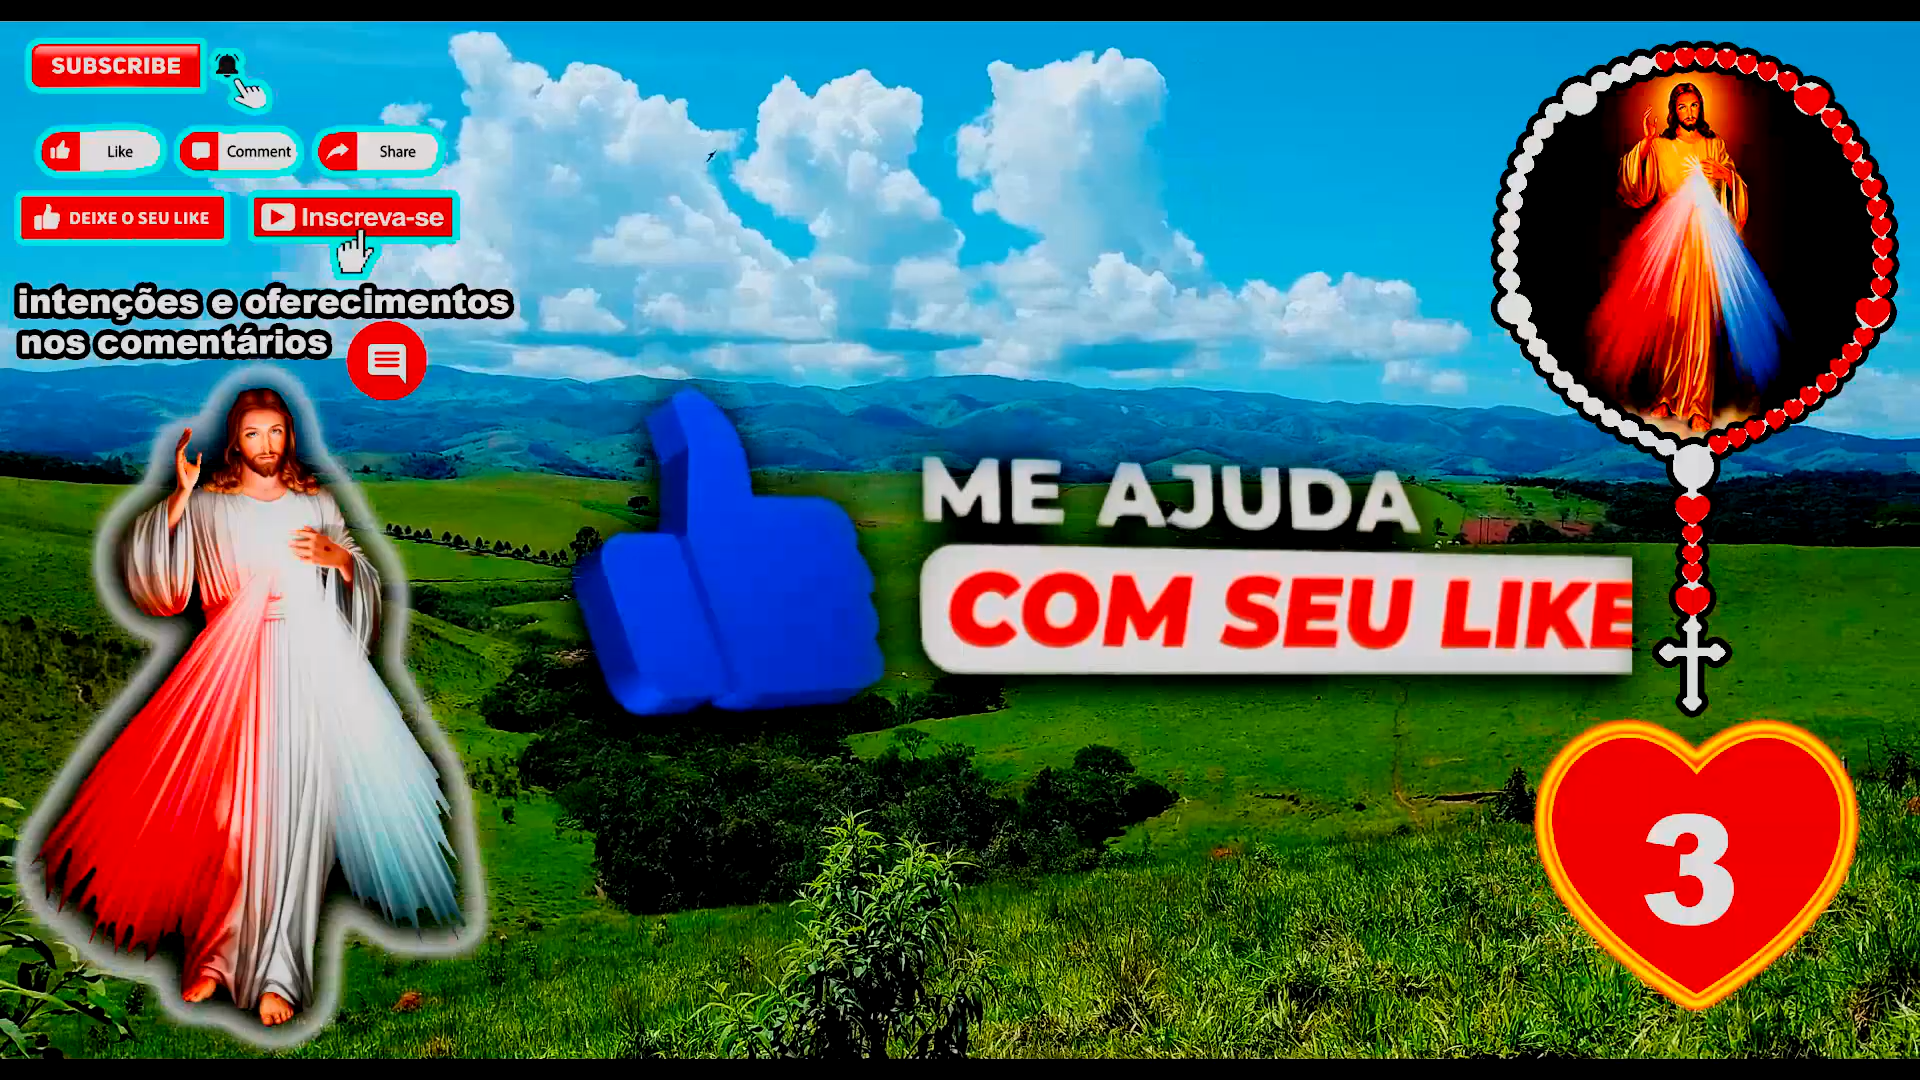 SUBSCRIBE
Like
Comment
Share
DEIXE O SEU LIKE
Inscreva-se
intenções e oferecimentos
nos comentários
ME AJUDA
COM SEU LIKE
3